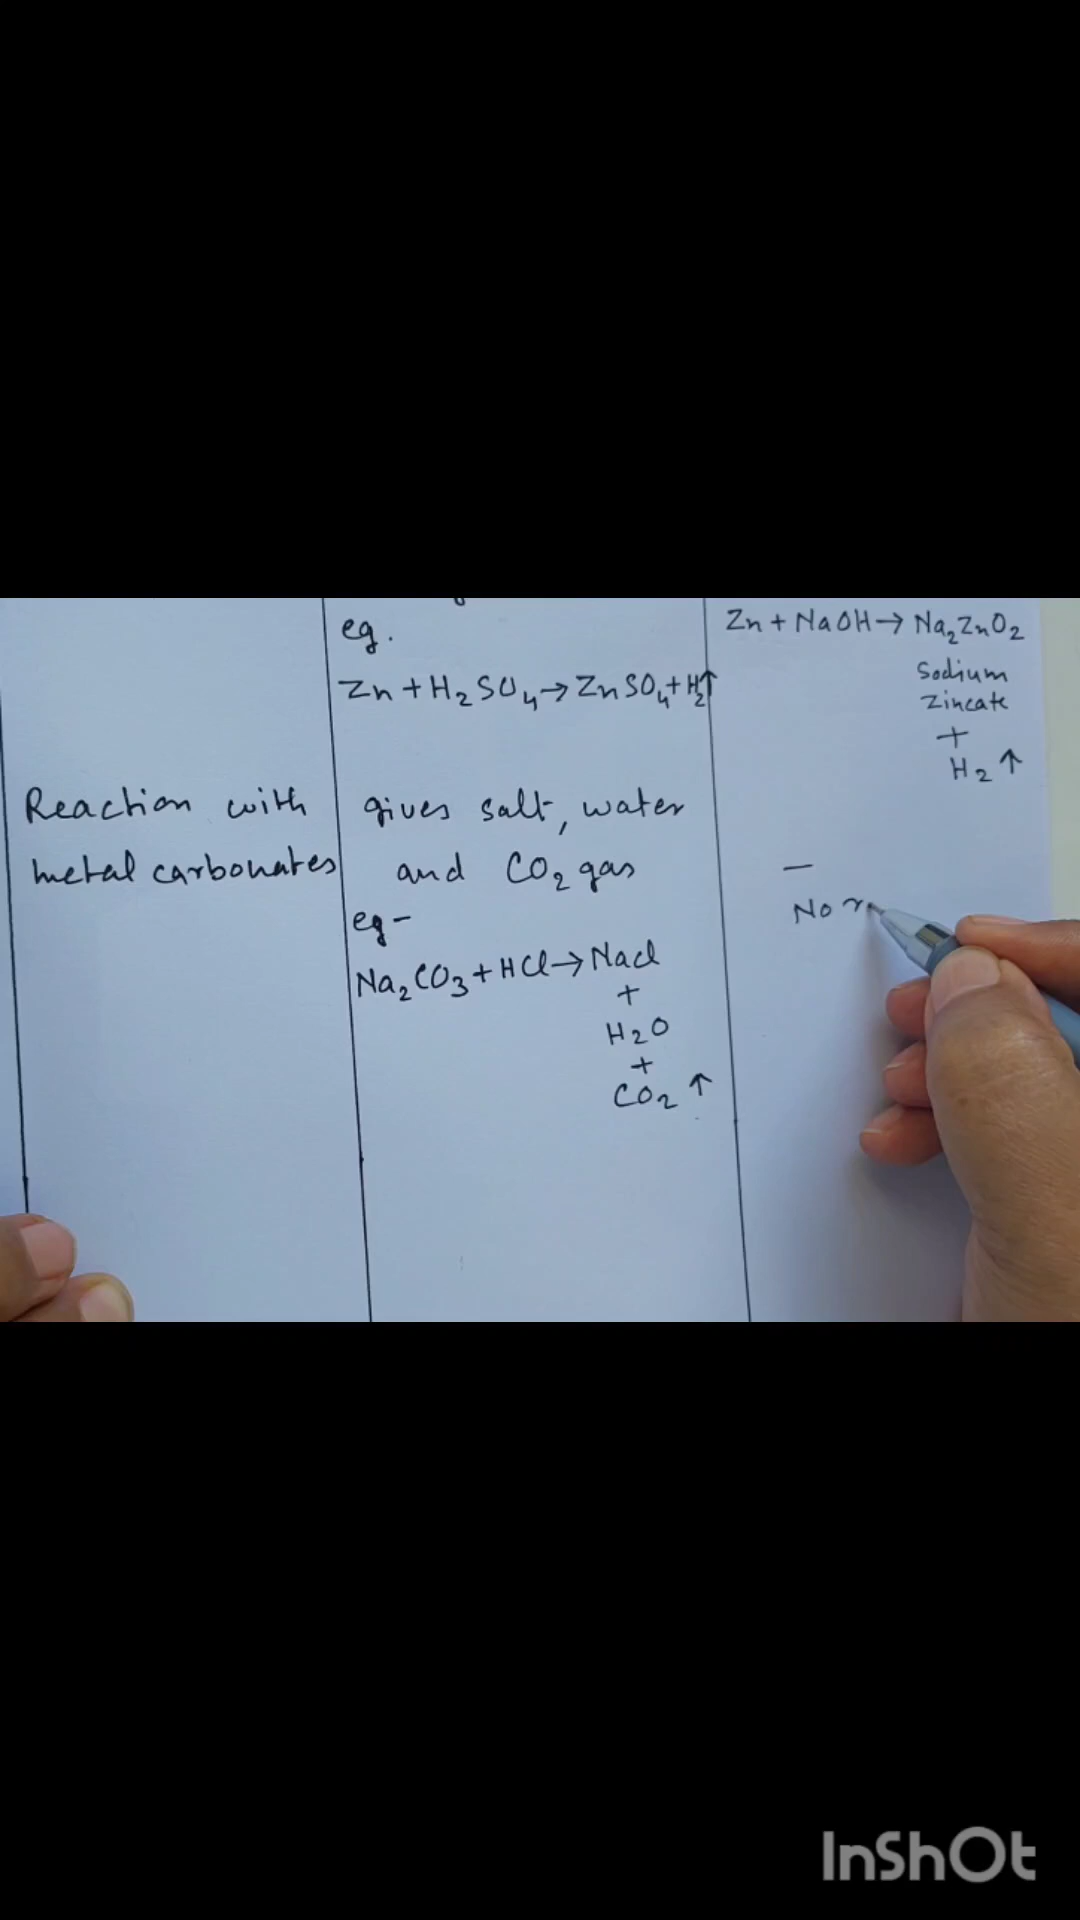 eg.
Zn + H₂SO₄ → ZnSO₄ + H₂↑
Zn + NaOH → Na₂ZnO₂
Sodium
Zincate
+
H₂ ↑
Reaction with
metal carbonates
gives salt, water
and CO₂ gas
eg -
Na₂CO₃ + HCl → NaCl
+
H₂O
+
CO₂ ↑
—
No
InShOt